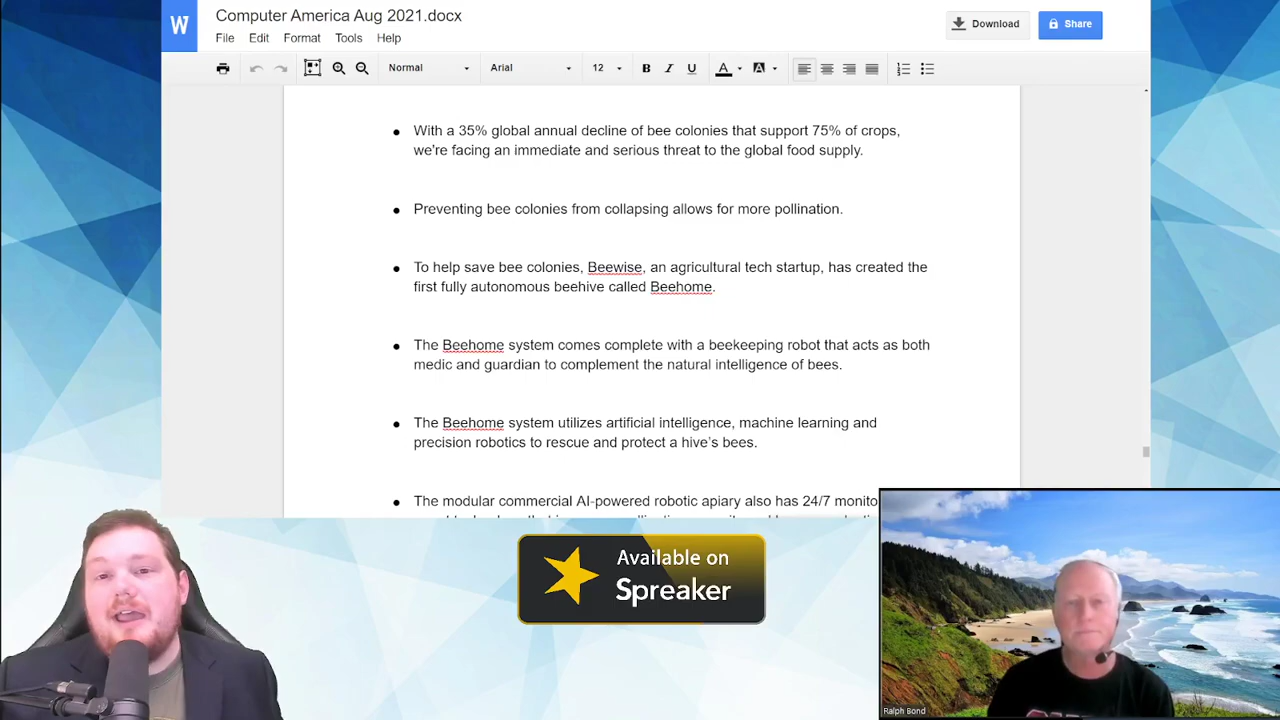 Computer America Aug 2021.docx
W
Download
Share
File Edit Format Tools Help
Normal Arial 12 B I U A A
With a 35% global annual decline of bee colonies that support 75% of crops,
we're facing an immediate and serious threat to the global food supply.
Preventing bee colonies from collapsing allows for more pollination.
To help save bee colonies, Beewise, an agricultural tech startup, has created the
first fully autonomous beehive called Beehome.
The Beehome system comes complete with a beekeeping robot that acts as both
medic and guardian to complement the natural intelligence of bees.
The Beehome system utilizes artificial intelligence, machine learning and
precision robotics to rescue and protect a hive's bees.
The modular commercial AI-powered robotic apiary also has 24/7 monito
Available on
Spreaker
Ralph Bond